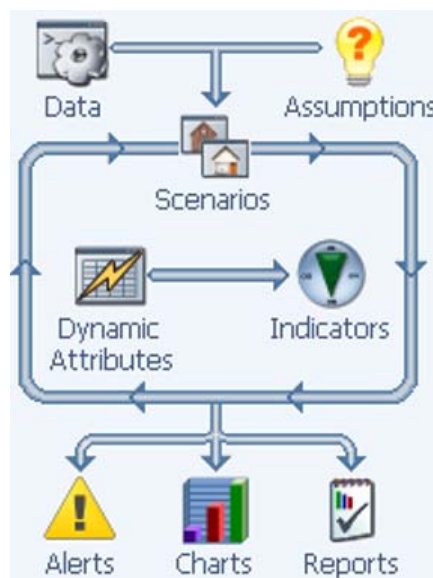 Data
Assumptions
Scenarios
Dynamic
Attributes
Indicators
Alerts
Charts
Reports